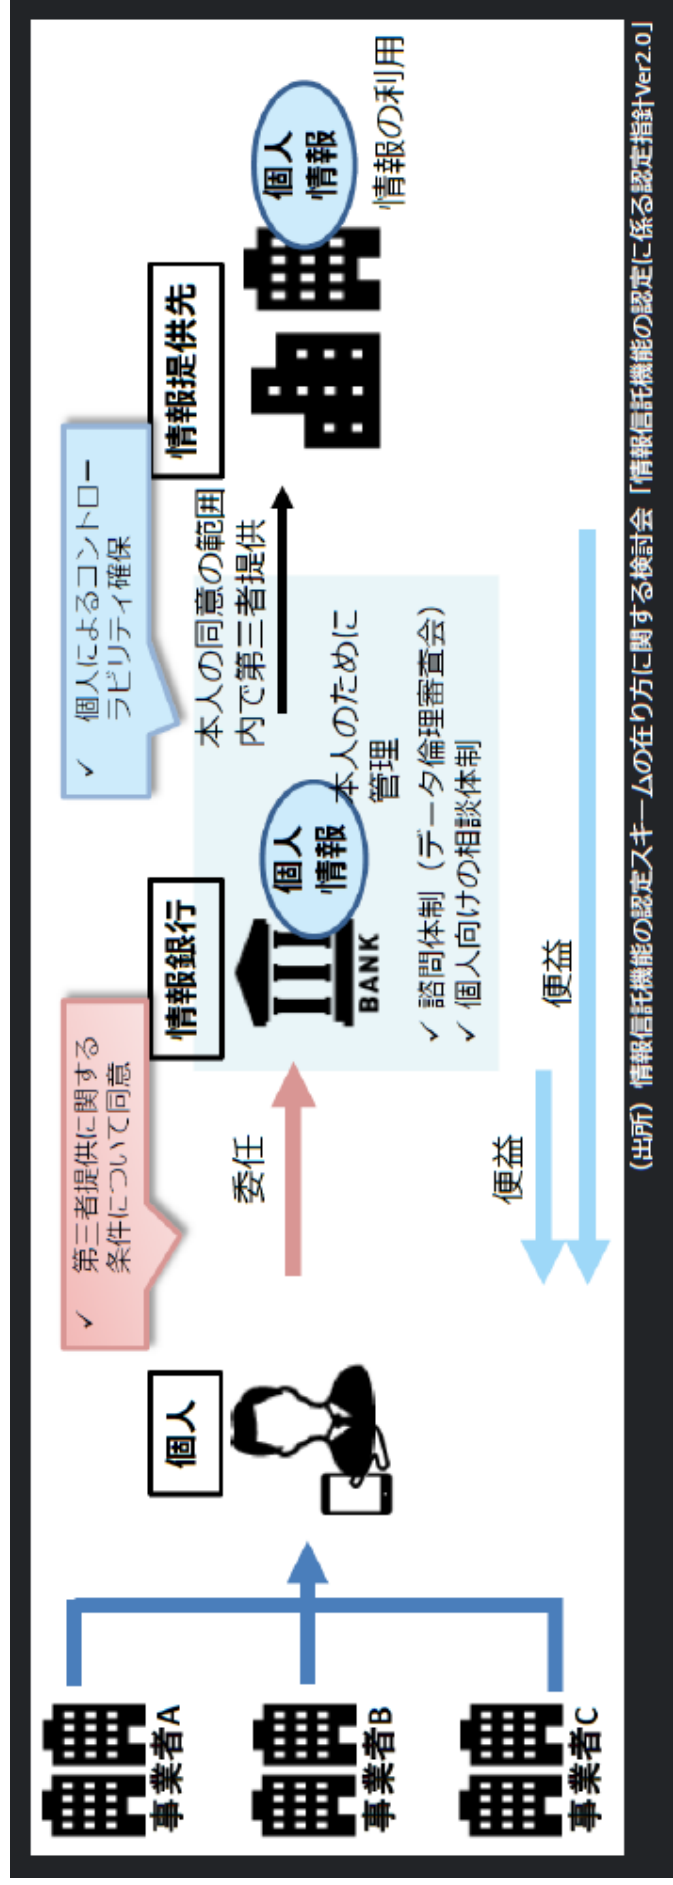 ✓ 第三者提供に関する
条件について同意
✓ 個人によるコントロー
ラビリティ確保
事業者A
事業者B
事業者C
個人
委任
情報銀行
BANK
個人
情報
本人のために
管理
✓ 諮問体制（データ倫理審査会）
✓ 個人向けの相談体制
本人の同意の範囲
内で第三者提供
情報提供先
個人
情報
情報の利用
便益
便益
（出所）情報信託機能の認定スキームの在り方に関する検討会「情報信託機能の認定に係る認定指針Ver2.0」